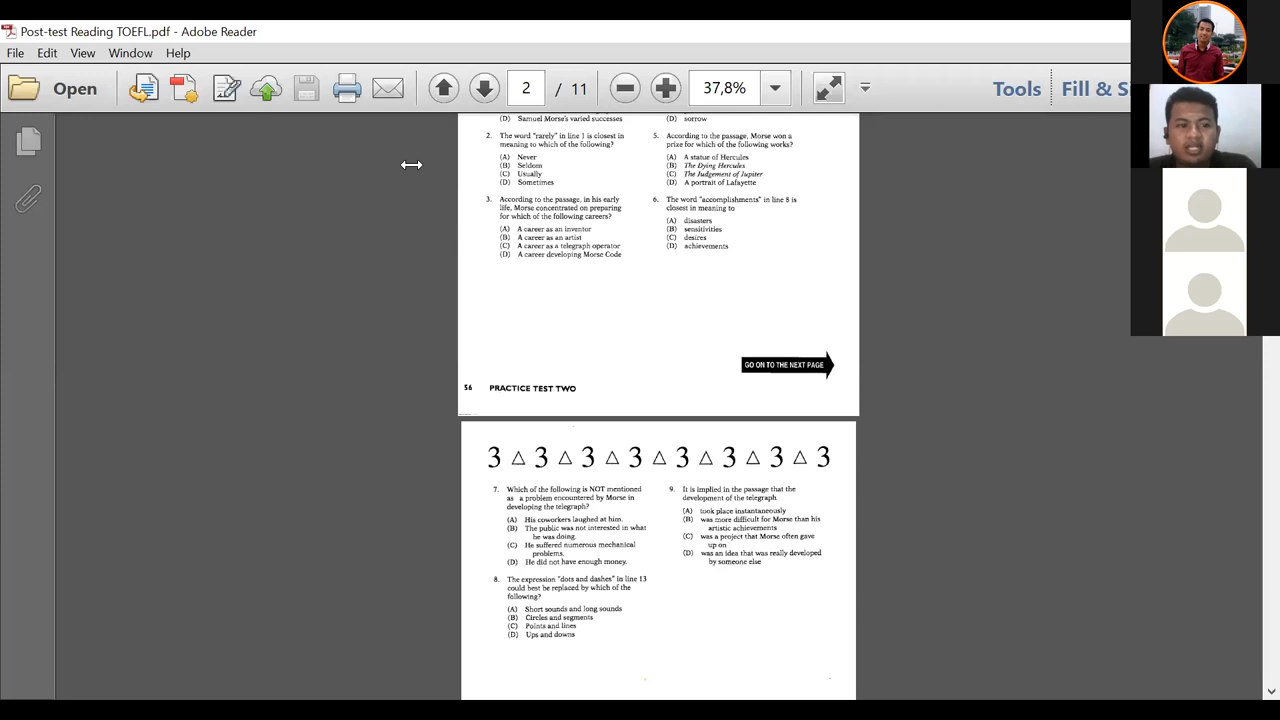 Post-test Reading TOEFL.pdf - Adobe Reader
File Edit View Window Help
Open 2 / 11 37,8% Tools Fill & S
(D) Samuel Morse's varied successes
2. The word "rarely" in line 1 is closest in
meaning to which of the following?
(A) Never
(B) Seldom
(C) Usually
(D) Sometimes
3. According to the passage, in his early
life, Morse concentrated on preparing
for which of the following careers?
(A) A career as an inventor
(B) A career as an artist
(C) A career as a telegraph operator
(D) A career developing Morse Code
(D) sorrow
5. According to the passage, Morse won a
prize for which of the following works?
(A) A statue of Hercules
(B) The Dying Hercules
(C) The Judgement of Jupiter
(D) A portrait of Lafayette
6. The word "accomplishments" in line 8 is
closest in meaning to
(A) disasters
(B) sensitivities
(C) desires
(D) achievements
GO ON TO THE NEXT PAGE
56 PRACTICE TEST TWO
3 △ 3 △ 3 △ 3 △ 3 △ 3 △ 3 △ 3
7. Which of the following is NOT mentioned
as a problem encountered by Morse in
developing the telegraph?
(A) His coworkers laughed at him.
(B) The public was not interested in what
he was doing.
(C) He suffered numerous mechanical
problems.
(D) He did not have enough money.
8. The expression "dots and dashes" in line 13
could best be replaced by which of the
following?
(A) Short sounds and long sounds
(B) Circles and segments
(C) Points and lines
(D) Ups and downs
9. It is implied in the passage that the
development of the telegraph
(A) took place instantaneously
(B) was more difficult for Morse than his
artistic achievements
(C) was a project that Morse often gave
up on
(D) was an idea that was really developed
by someone else